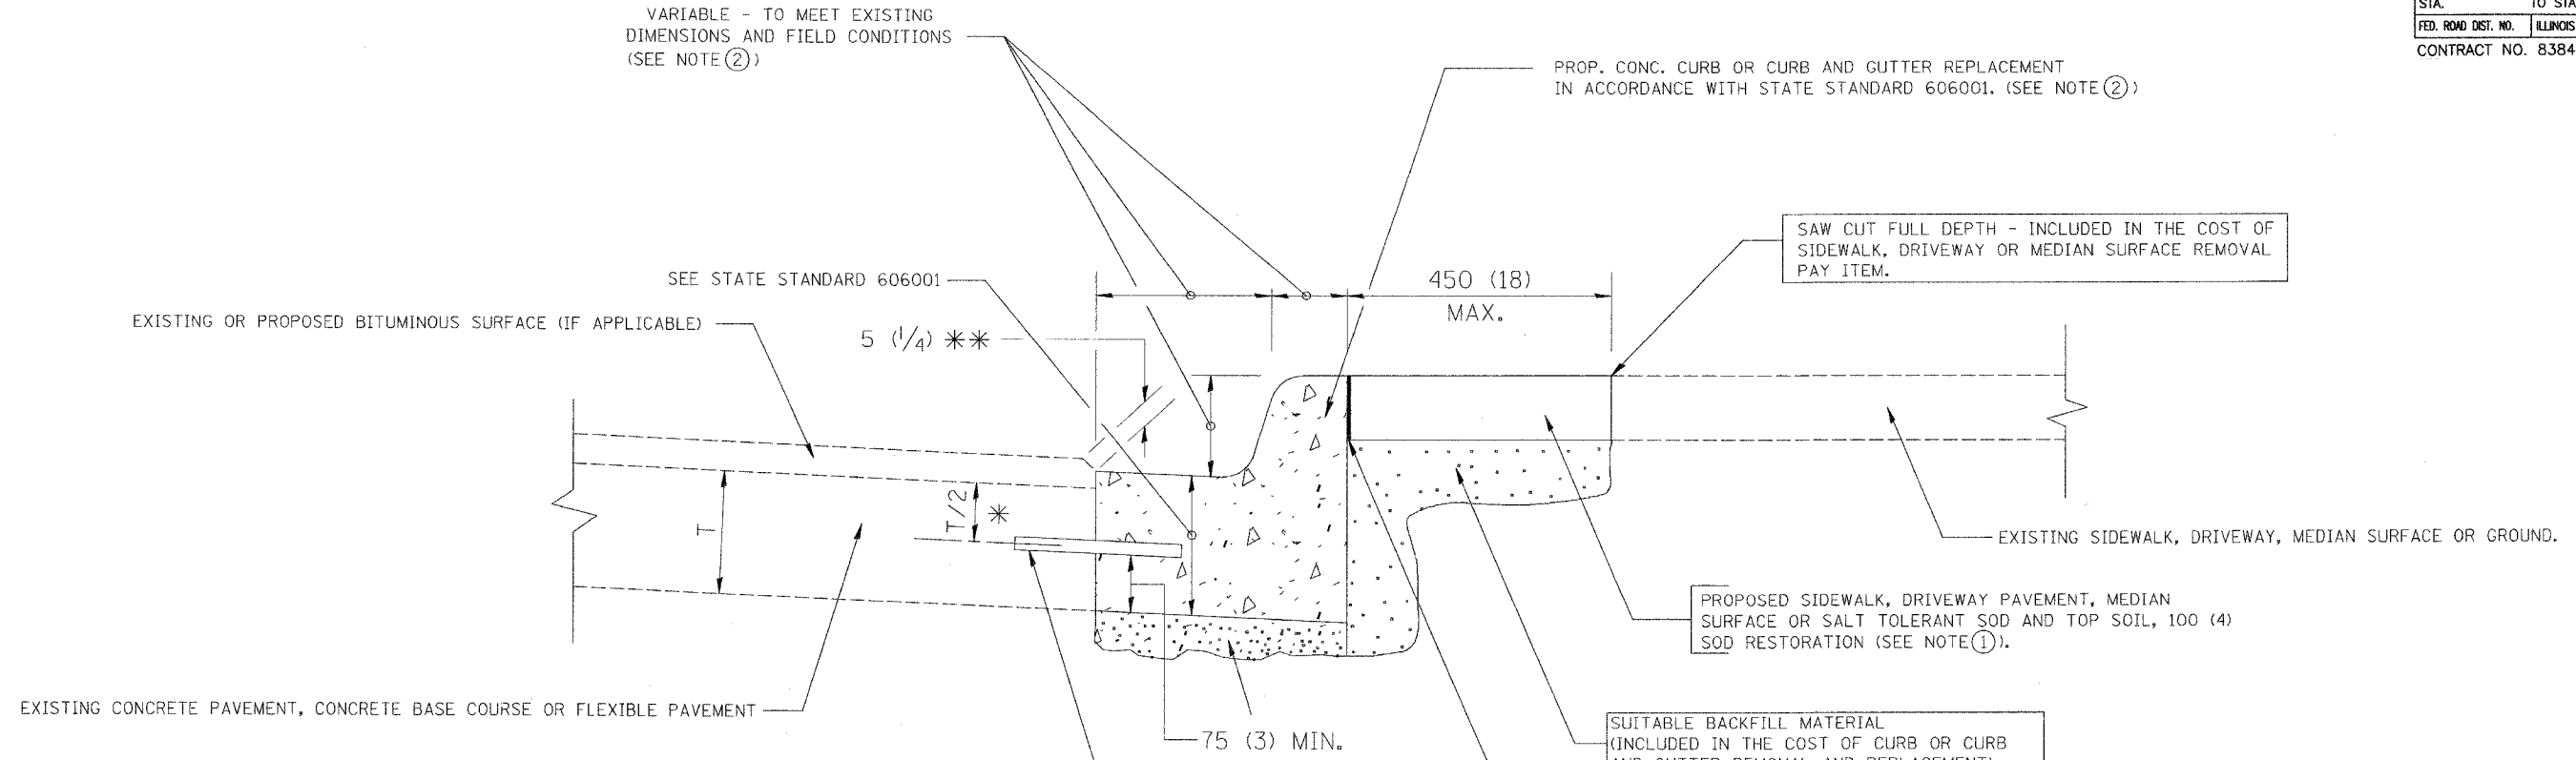 VARIABLE - TO MEET EXISTING
DIMENSIONS AND FIELD CONDITIONS
(SEE NOTE ②)
STA. TO STA
FED. ROAD DIST. NO. ILLINOIS
CONTRACT NO. 8384
PROP. CONC. CURB OR CURB AND GUTTER REPLACEMENT
IN ACCORDANCE WITH STATE STANDARD 606001. (SEE NOTE ②)
SAW CUT FULL DEPTH - INCLUDED IN THE COST OF
SIDEWALK, DRIVEWAY OR MEDIAN SURFACE REMOVAL
PAY ITEM.
SEE STATE STANDARD 606001
450 (18)
MAX.
EXISTING OR PROPOSED BITUMINOUS SURFACE (IF APPLICABLE)
5 (1/4) **
T
T/2 *
EXISTING SIDEWALK, DRIVEWAY, MEDIAN SURFACE OR GROUND.
PROPOSED SIDEWALK, DRIVEWAY PAVEMENT, MEDIAN
SURFACE OR SALT TOLERANT SOD AND TOP SOIL, 100 (4)
SOD RESTORATION (SEE NOTE ①).
EXISTING CONCRETE PAVEMENT, CONCRETE BASE COURSE OR FLEXIBLE PAVEMENT
75 (3) MIN.
SUITABLE BACKFILL MATERIAL
(INCLUDED IN THE COST OF CURB OR CURB
AND GUTTER REMOVAL AND REPLACEMENT)